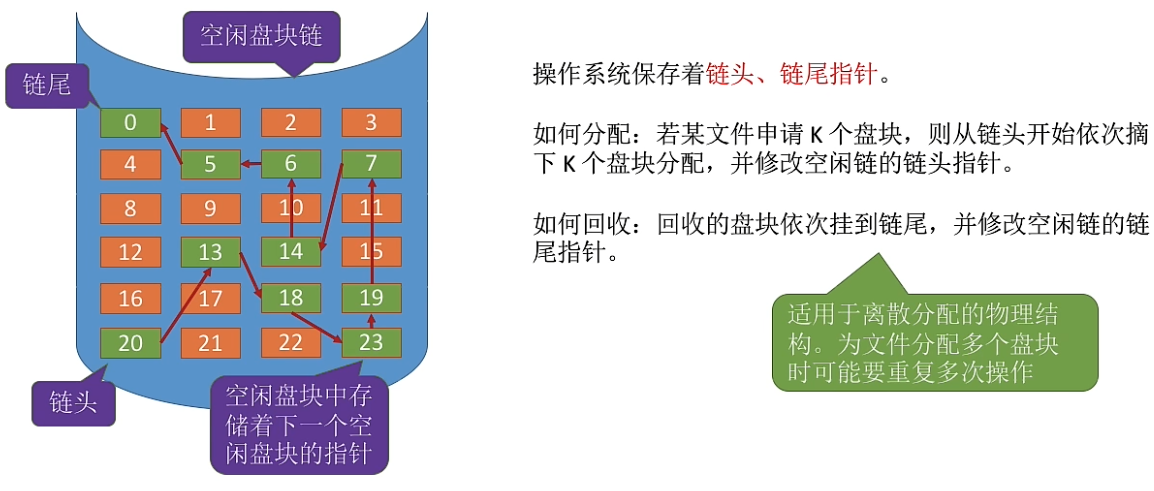 空闲盘块链
链尾
0 1 2 3
4 5 6 7
8 9 10 11
12 13 14 15
16 17 18 19
20 21 22 23
链头
空闲盘块中存
储着下一个空
闲盘块的指针
操作系统保存着链头、链尾指针。
如何分配：若某文件申请 K 个盘块，则从链头开始依次摘
下 K 个盘块分配，并修改空闲链的链头指针。
如何回收：回收的盘块依次挂到链尾，并修改空闲链的链
尾指针。
适用于离散分配的物理结
构。为文件分配多个盘块
时可能要重复多次操作